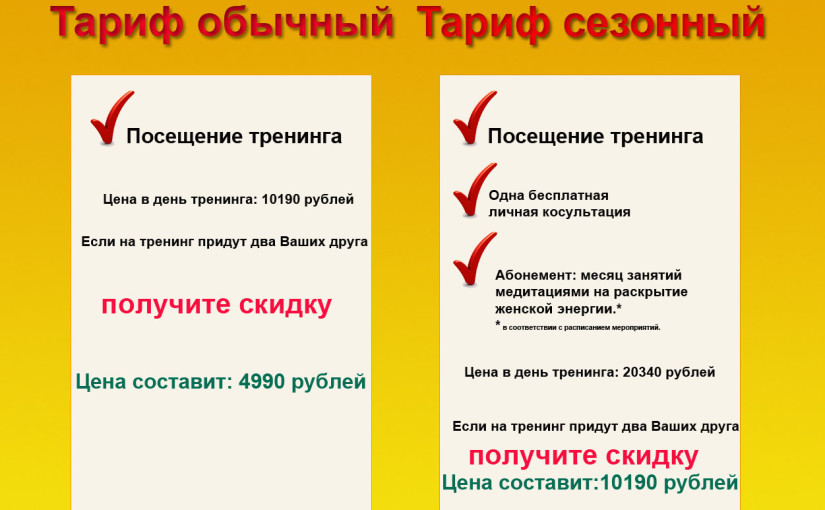 Тариф обычный
Посещение тренинга
Цена в день тренинга: 10190 рублей
Если на тренинг придут два Ваших друга
получите скидку
Цена составит: 4990 рублей
Тариф сезонный
Посещение тренинга
Одна бесплатная
личная косультация
Абонемент: месяц занятий
медитациями на раскрытие
женской энергии.*
* в соответствии с расписанием мероприятий.
Цена в день тренинга: 20340 рублей
Если на тренинг придут два Ваших друга
получите скидку
Цена составит:10190 рублей